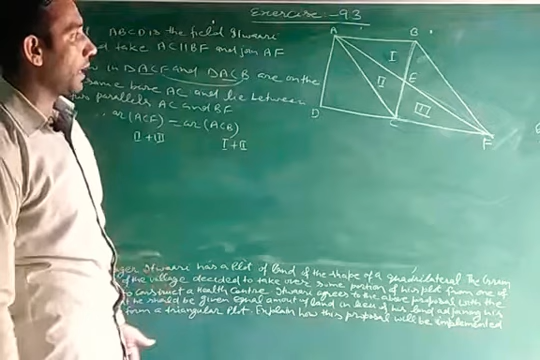 Exercise:-93
ABCD is the field Itwaari
take AC||BF and join AF
in ΔACF and ΔACB are on the
same base AC and lie between
parallels AC and BF
∴ ar(ACF) = ar(ACB)
II+III I+II
A
B
I
E
II
III
D
C
F
Itwaari has a Plot of land of the shape of a quadrilateral The Gram
of the village decided to take over some portion of his plot from one of
to construct a Health Centre Itwaari agrees to the above proposal with the
he should be given equal amount of land in lieu of his land adjoining his
form a triangular Plot. Explain how this proposal will be implemented